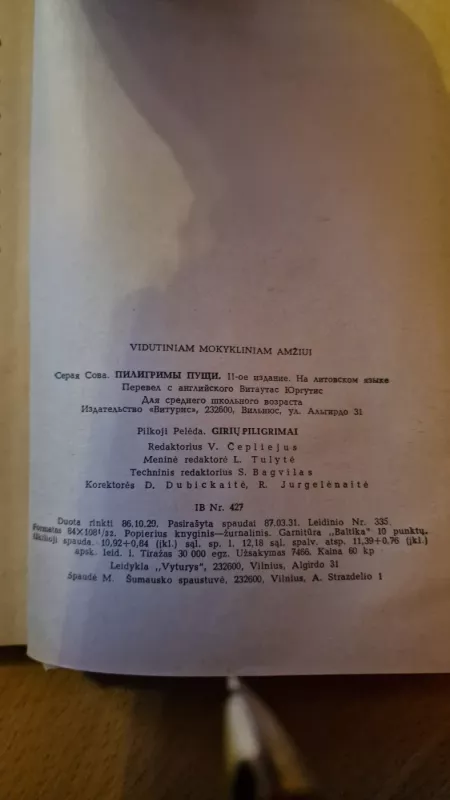 VIDUTINIAM MOKYKLINIAM AMŽIUI
Серая Сова. ПИЛИГРИМЫ ПУЩИ. II-ое издание. На литовском языке
Перевел с английского Витаутас Юргутис
Для среднего школьного возраста
Издательство «Витурис», 232600, Вильнюс, ул. Альгирдо 31
Pilkoji Pelėda. GIRIŲ PILIGRIMAI
Redaktorius V. Čepliejus
Meninė redaktorė L. Tulytė
Techninis redaktorius S. Bagvilas
Korektorės D. Dubickaitė, R. Jurgelėnaitė
IB Nr. 427
Duota rinkti 86.10.29. Pasirašyta spaudai 87.03.31. Leidinio Nr. 335.
Formatas 84×108¹/₃₂. Popierius knyginis—žurnalinis. Garnitūra „Baltika" 10 punktų.
spauda. 10,92+0,84 (įkl.) sąl. sp. l. 12,18 sąl. spalv. atsp. 11,39+0,76 (įkl.)
apsk. leid. l. Tiražas 30 000 egz. Užsakymas 7466. Kaina 60 kp
Leidykla „Vyturys", 232600, Vilnius, Algirdo 31
Spaudė M. Šumausko spaustuvė, 232600, Vilnius, A. Strazdelio 1